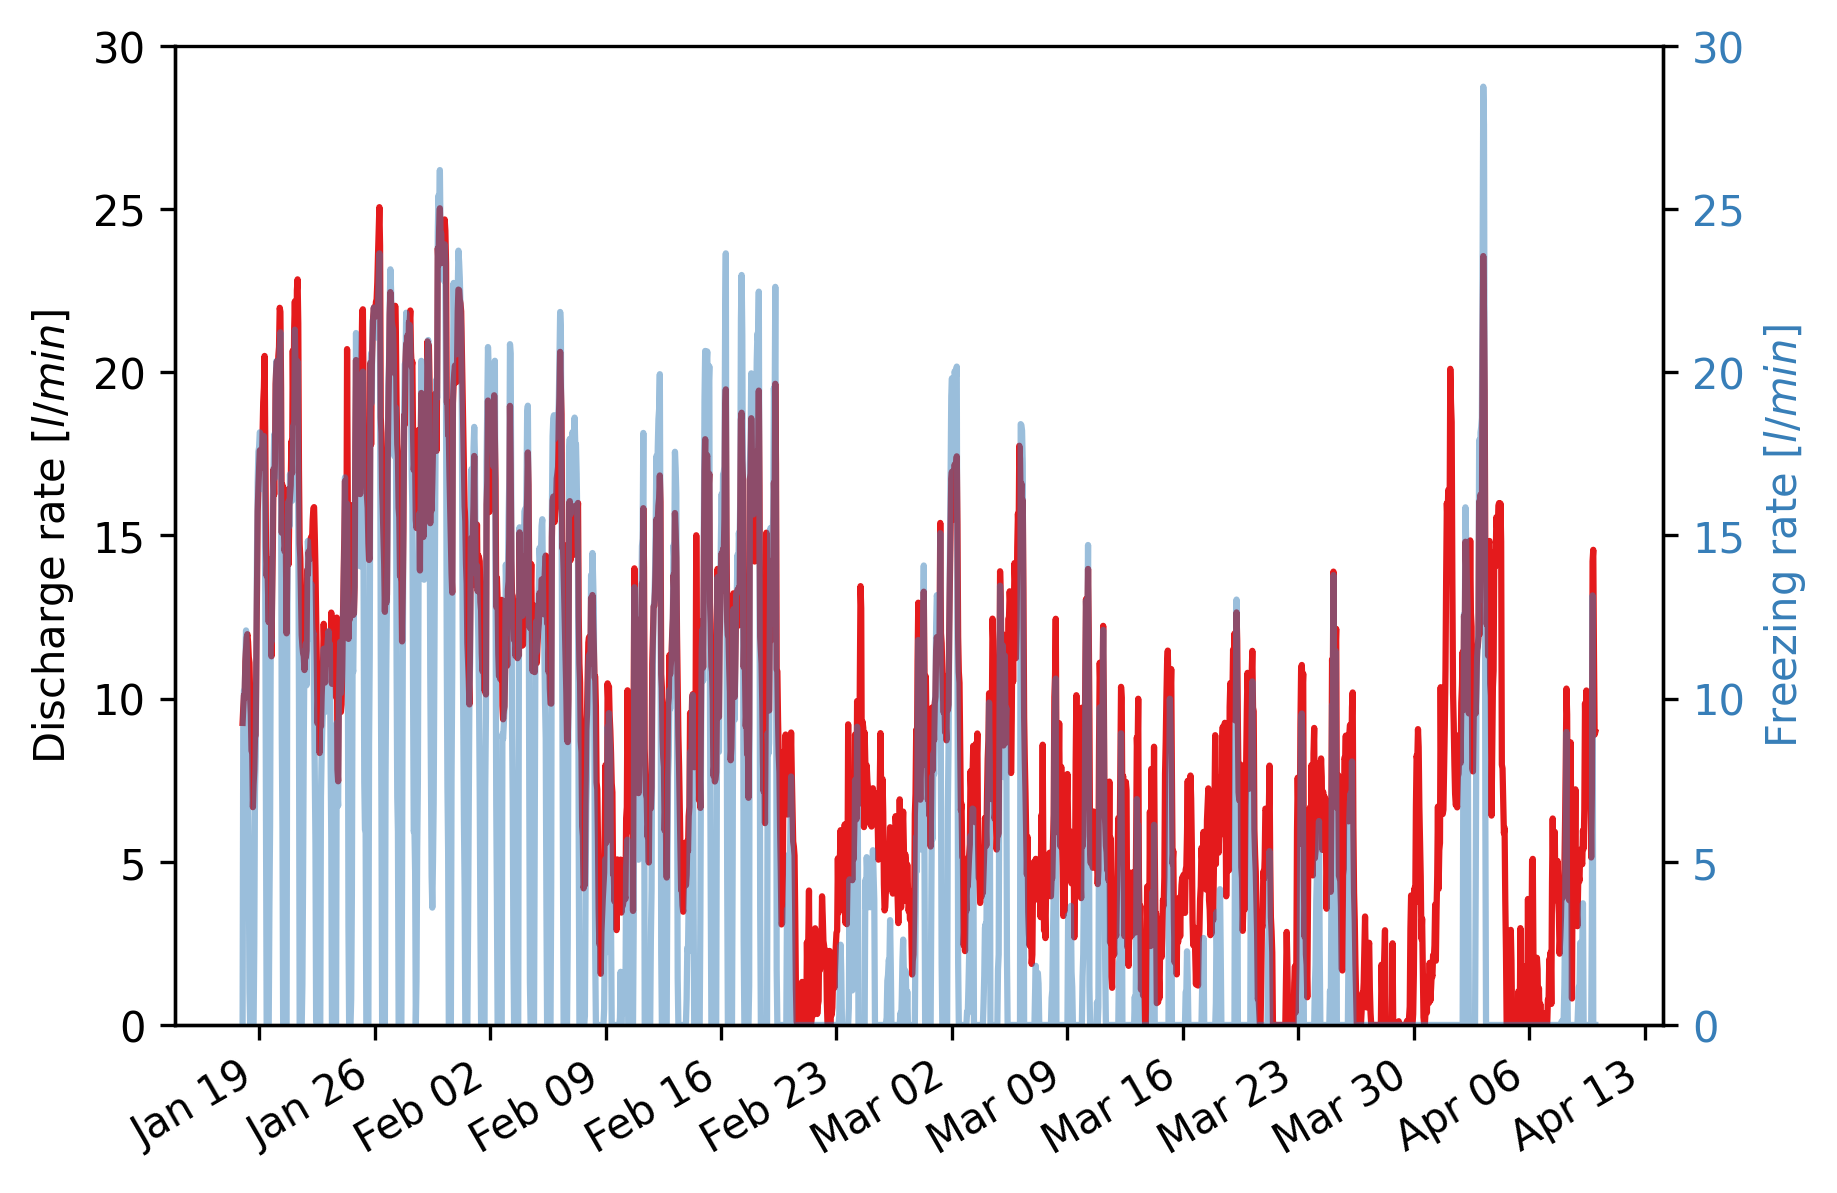 Discharge rate [l/min]
30
25
20
15
10
5
0
30
25
20
15
10
5
0
Freezing rate [l/min]
Jan 19
Jan 26
Feb 02
Feb 09
Feb 16
Feb 23
Mar 02
Mar 09
Mar 16
Mar 23
Mar 30
Apr 06
Apr 13